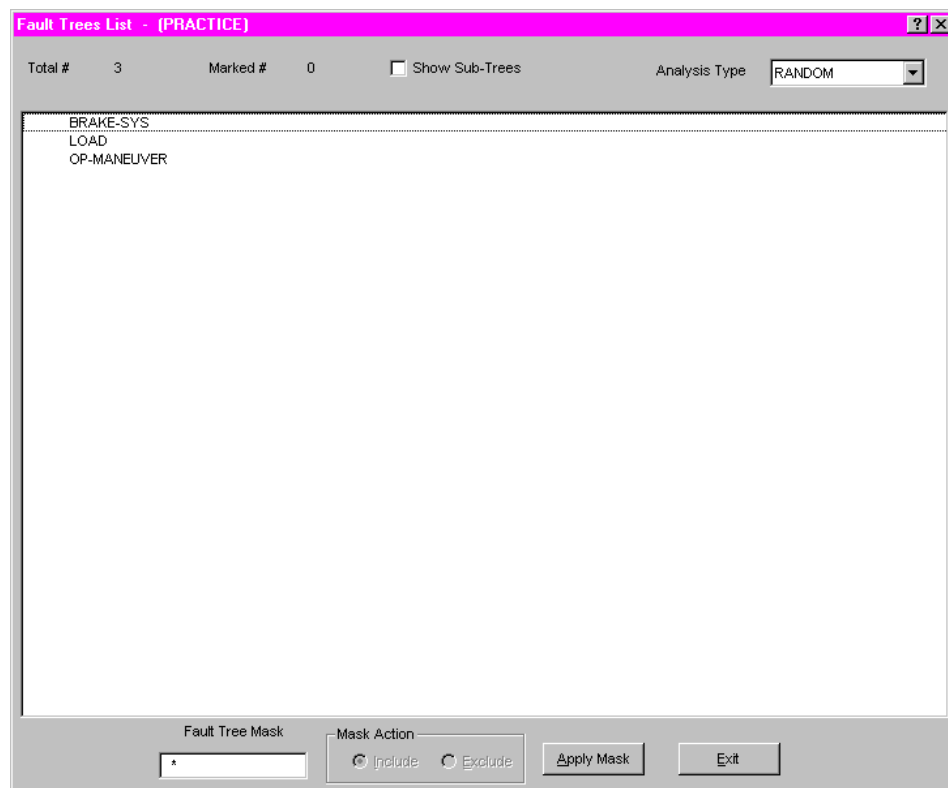 Fault Trees List - (PRACTICE)
Total # 3 Marked # 0 Show Sub-Trees Analysis Type RANDOM
BRAKE-SYS
LOAD
OP-MANEUVER
Fault Tree Mask
*
Mask Action
Include Exclude
Apply Mask
Exit